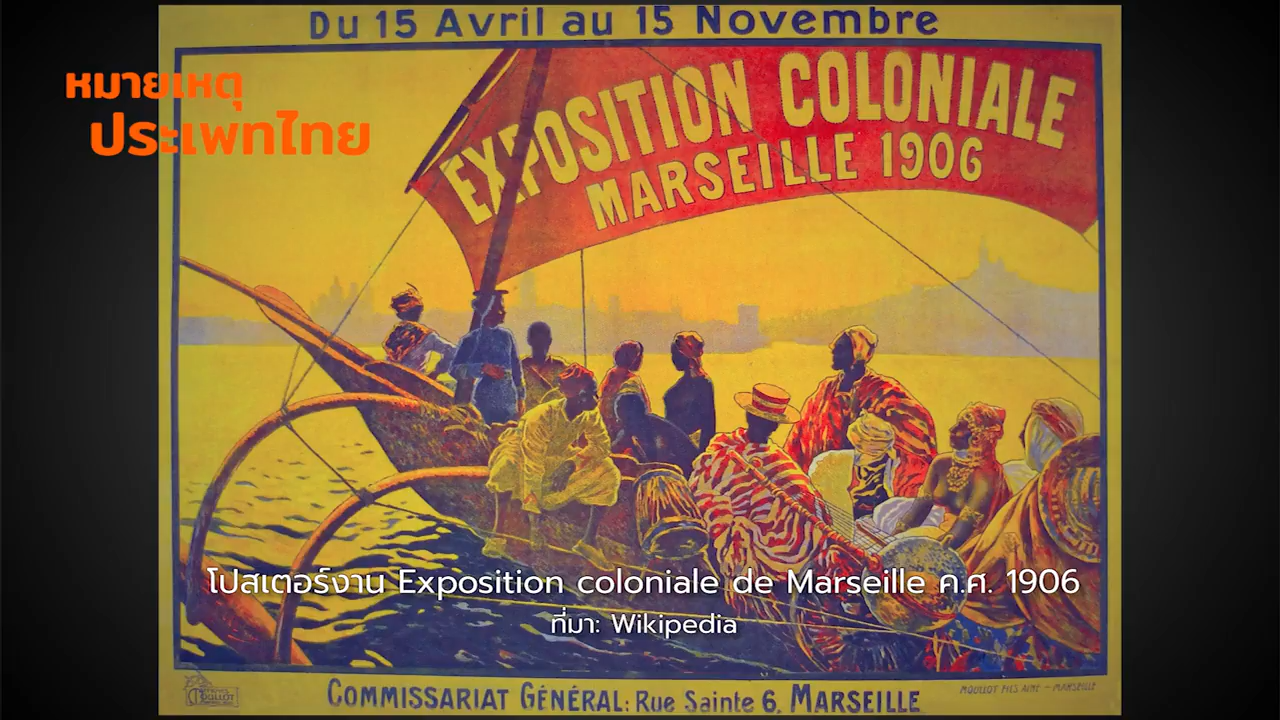 Du 15 Avril au 15 Novembre
หมายเหตุ
ประเพทไทย
EXPOSITION COLONIALE
MARSEILLE 1906
โปสเตอร์งาน Exposition coloniale de Marseille ค.ศ. 1906
ที่มา: Wikipedia
MOULLOT FILS AINÉ - MARSEILLE
MOULLOT
COMMISSARIAT GÉNÉRAL: Rue Sainte 6. MARSEILLE